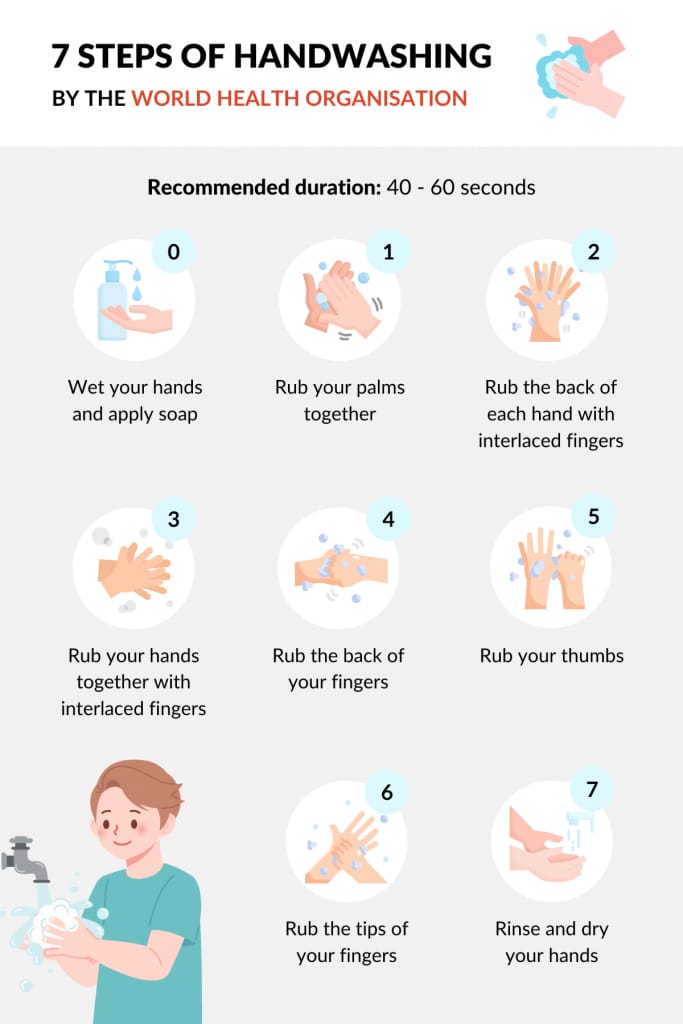 7 STEPS OF HANDWASHING
BY THE WORLD HEALTH ORGANISATION
Recommended duration: 40 - 60 seconds
0
Wet your hands
and apply soap
1
Rub your palms
together
2
Rub the back of
each hand with
interlaced fingers
3
Rub your hands
together with
interlaced fingers
4
Rub the back of
your fingers
5
Rub your thumbs
6
Rub the tips of
your fingers
7
Rinse and dry
your hands